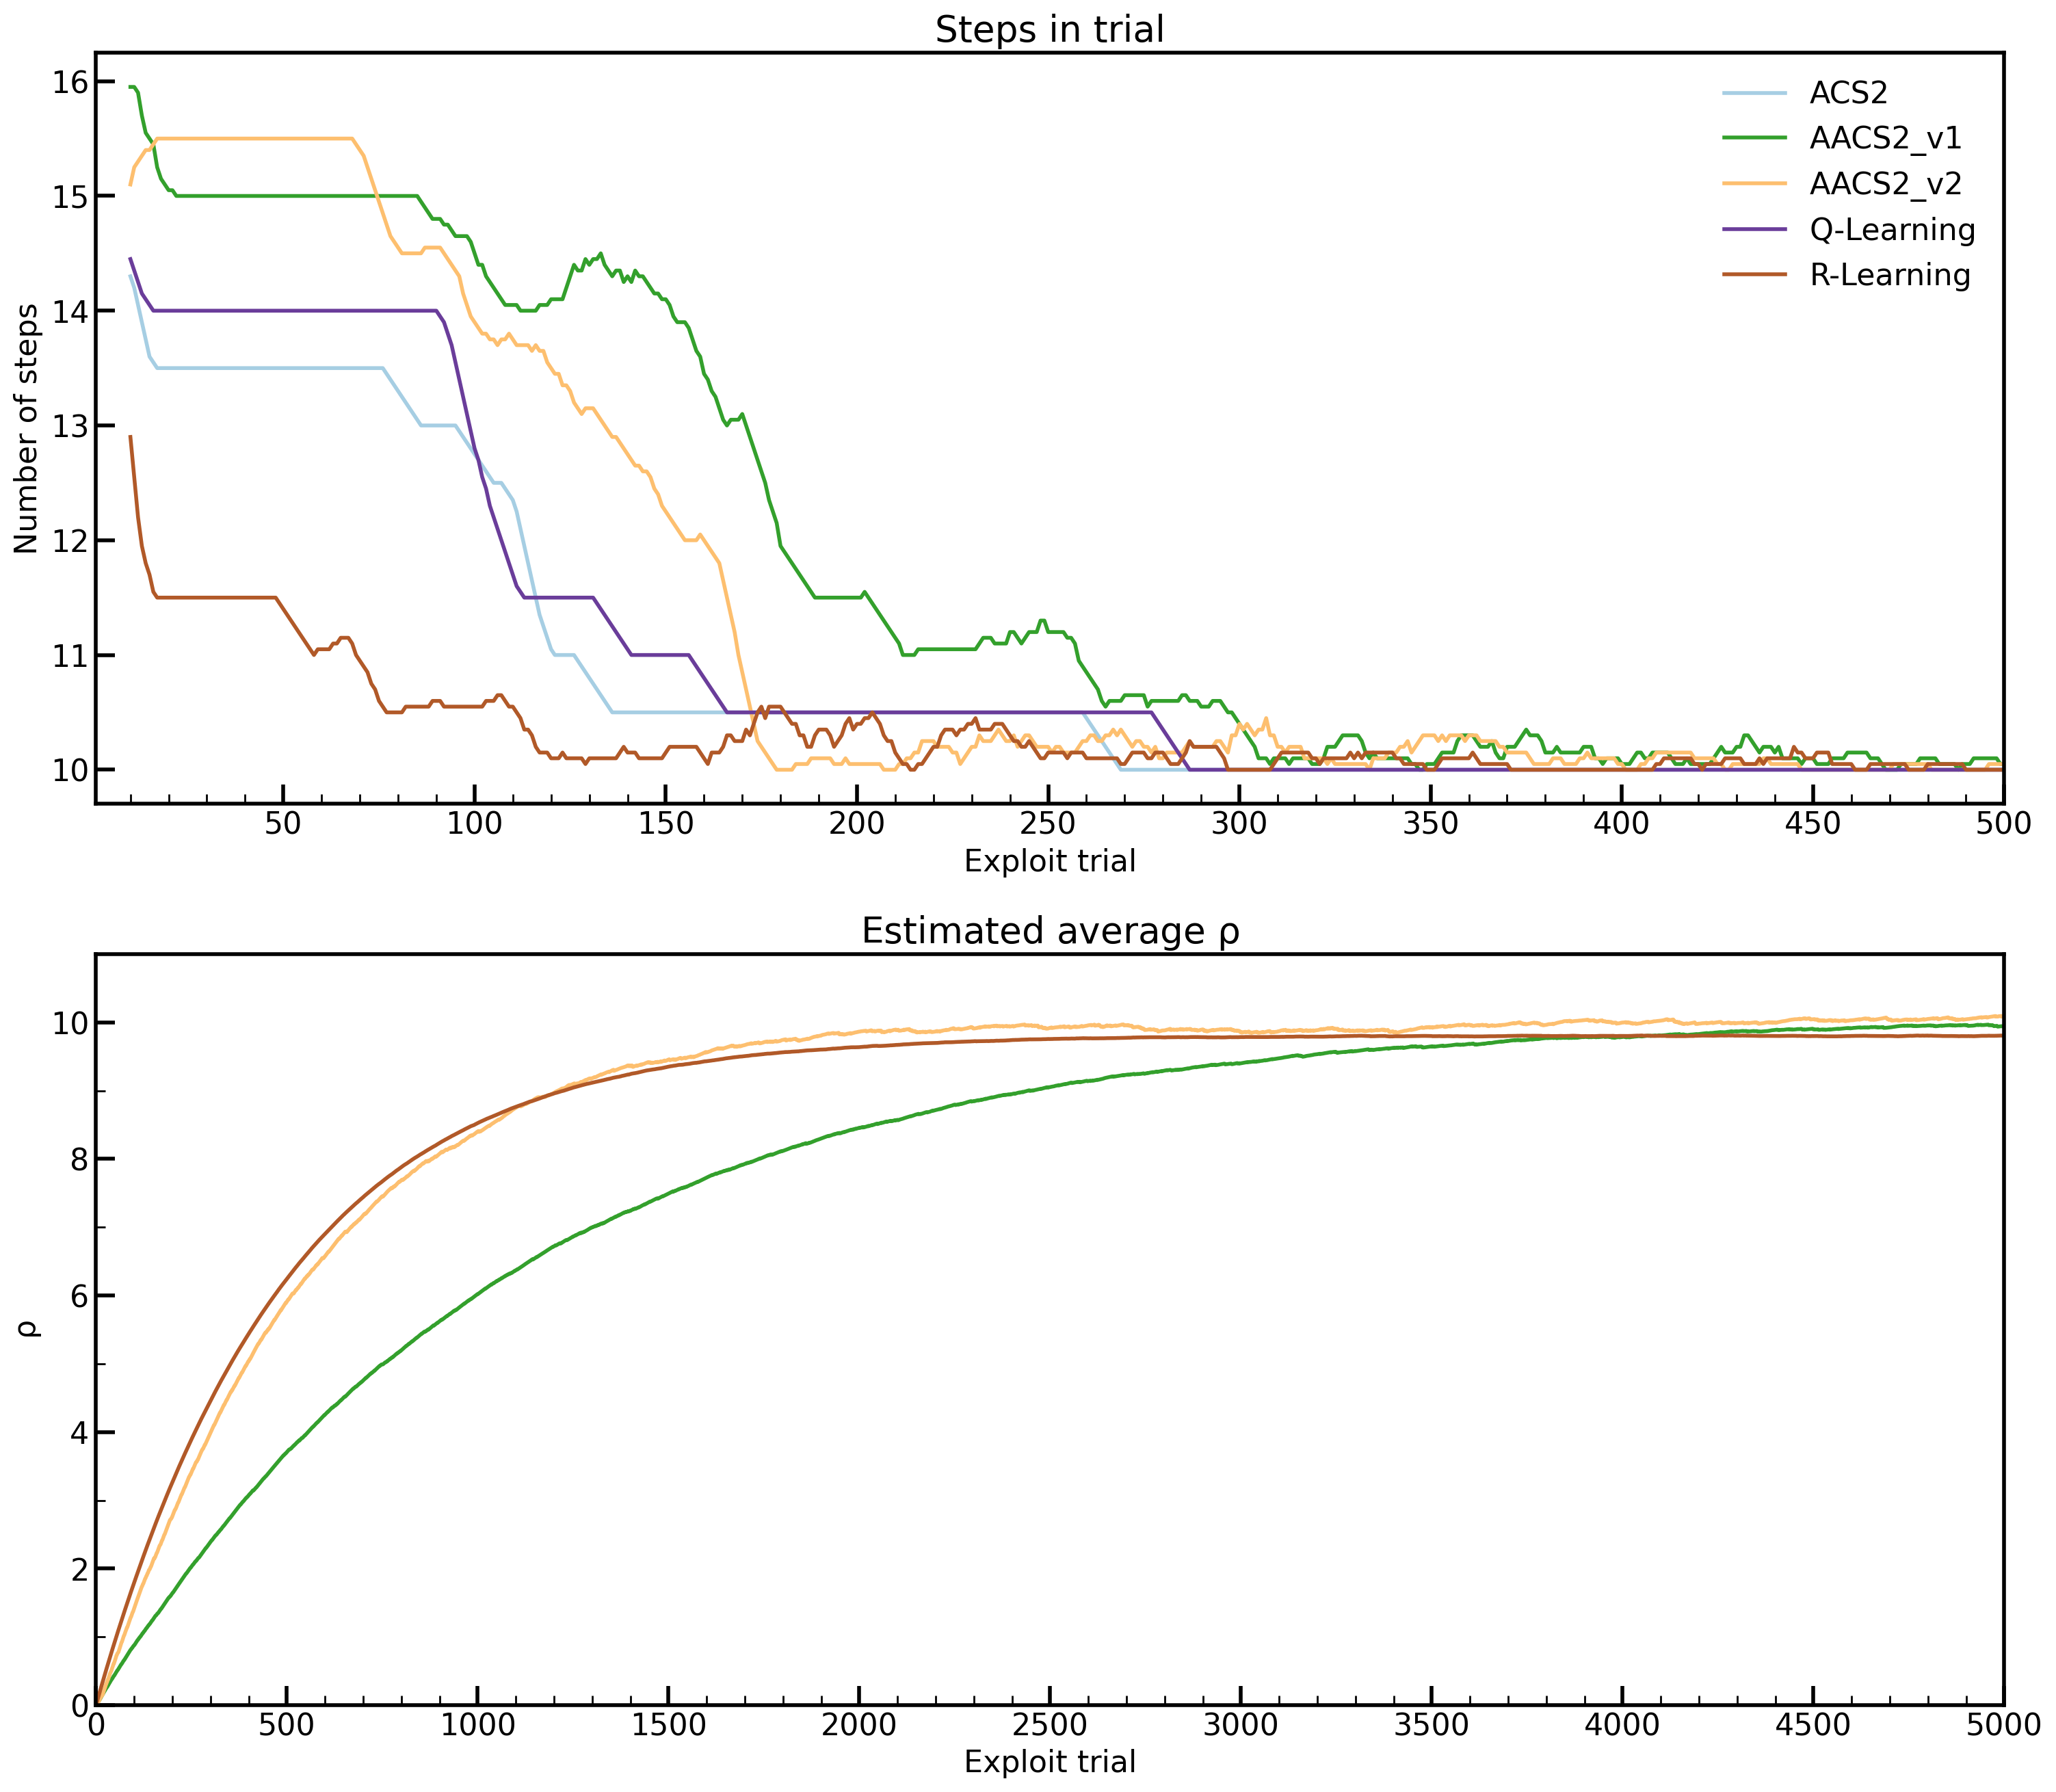 Steps in trial
16
15
14
13
12
11
10
Number of steps
ACS2
AACS2_v1
AACS2_v2
Q-Learning
R-Learning
50 100 150 200 250 300 350 400 450 500
Exploit trial
Estimated average ρ
10
8
6
4
2
0
ρ
0 500 1000 1500 2000 2500 3000 3500 4000 4500 5000
Exploit trial